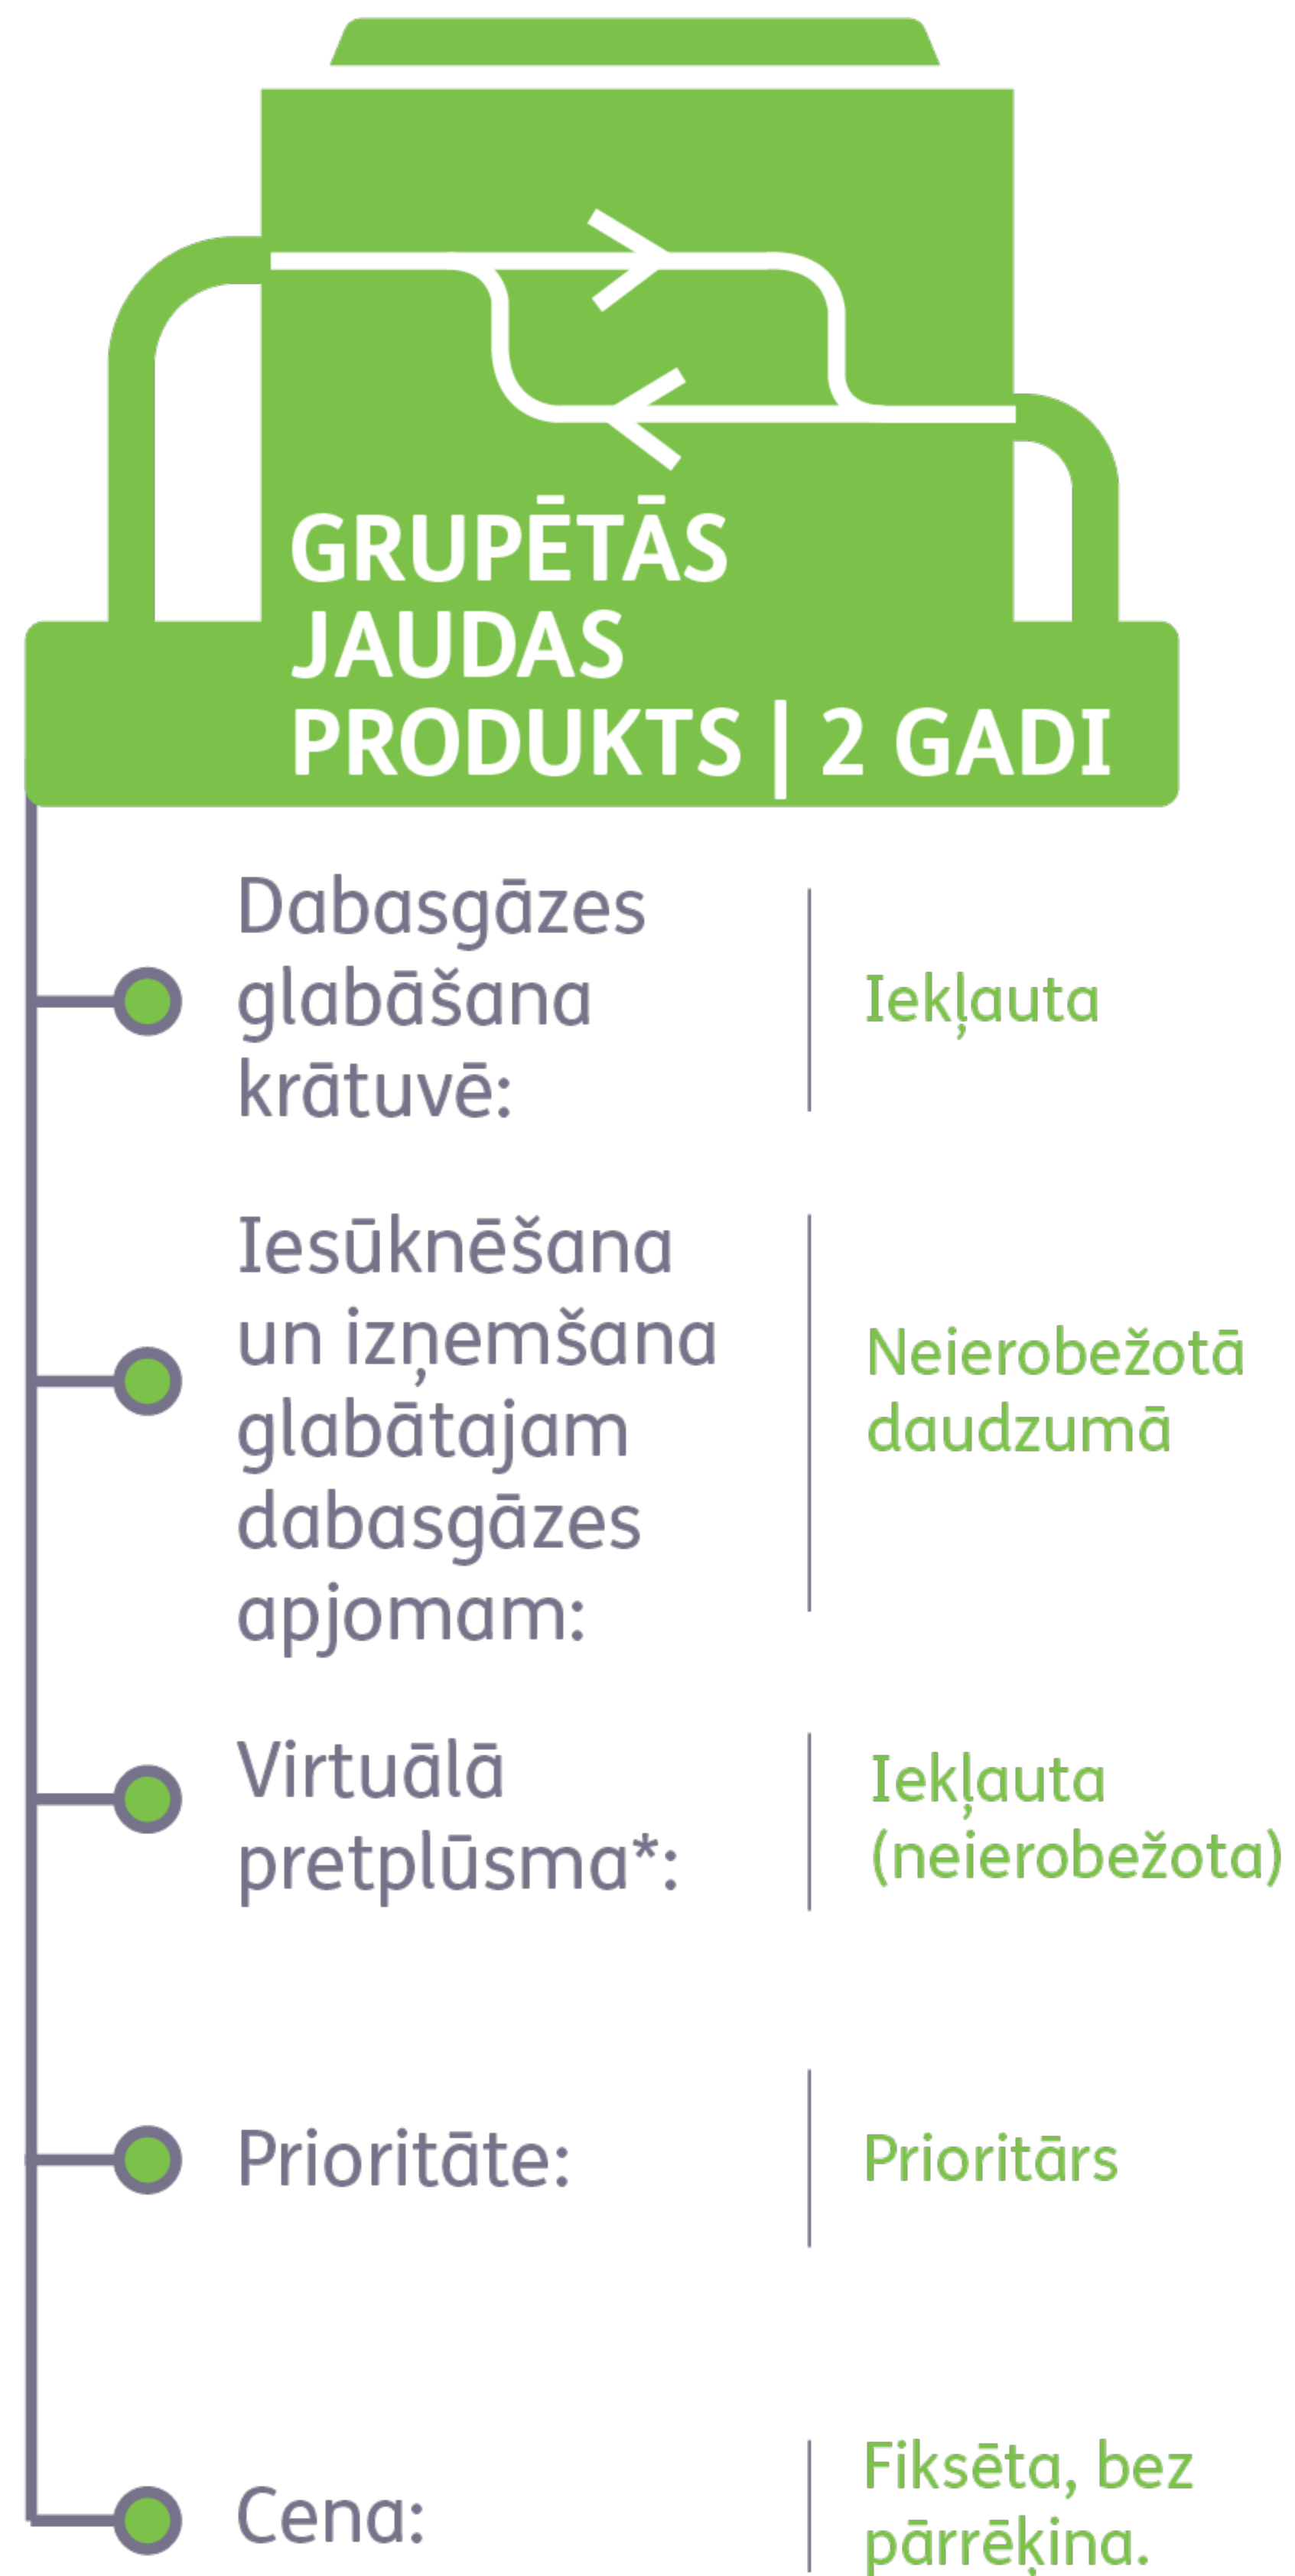 GRUPĒTĀS
JAUDAS
PRODUKTS | 2 GADI
Dabasgāzes
glabāšana
krātuvē:
Iekļauta
Iesūknēšana
un izņemšana
glabātajam
dabasgāzes
apjomam:
Neierobežotā
daudzumā
Virtuālā
pretplūsma*:
Iekļauta
(neierobežota)
Prioritāte:
Prioritārs
Cena:
Fiksēta, bez
pārrēķina.